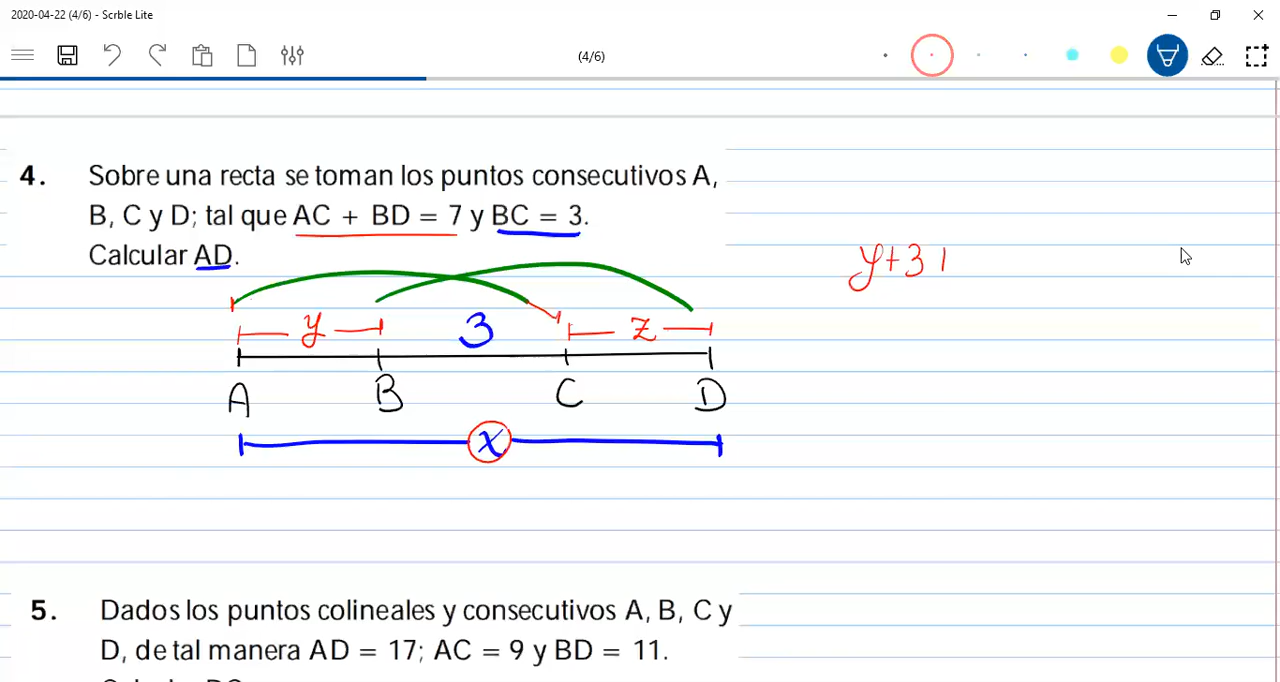 2020-04-22 (4/6) - Scrble Lite
(4/6)
4. Sobre una recta se toman los puntos consecutivos A,
B, C y D; tal que AC + BD = 7 y BC = 3.
Calcular AD.
y+3+
y 3 z
A B C D
x
5. Dados los puntos colineales y consecutivos A, B, C y
D, de tal manera AD = 17; AC = 9 y BD = 11.